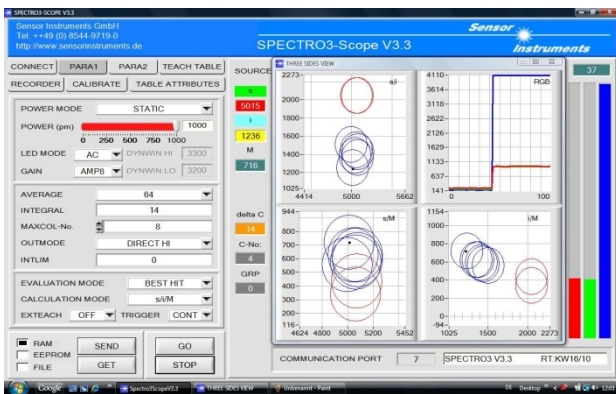 SPECTRO3-SCOPE V3.3
Sensor Instruments GmbH
Tel. ++49 (0) 8544-9719-0
http://www.sensorinstruments.de
SPECTRO3-Scope V3.3
Sensor
Instruments
CONNECT PARA1 PARA2 TEACH TABLE
RECORDER CALIBRATE TABLE ATTRIBUTES
POWER MODE STATIC
POWER (pm) 1000
0 250 500 750 1000
LED MODE AC DYNWIN HI 3300
GAIN AMP8 DYNWIN LO 3200
AVERAGE 64
INTEGRAL 14
MAXCOL-No. 8
OUTMODE DIRECT HI
INTLIM 0
EVALUATION MODE BEST HIT
CALCULATION MODE s/i/M
EXTEACH OFF TRIGGER CONT
RAM
EEPROM
FILE
SEND GO
GET STOP
SOURCE
s
5015
i
1236
M
716
delta C
14
C-No:
4
GRP
0
THREE SIDES VIEW
s/i
2273
2000
1800
1600
1400
1200
1025
4414 5000 5662
RGB
4110
3614
3118
2622
2126
1629
1133
637
141
0 100
s/M
944
800
700
600
500
400
300
200
116
4624 4800 5000 5200 5452
i/M
1154
1000
800
600
400
200
0
-94
1025 1500 2000 2273
37
COMMUNICATION PORT 7 SPECTRO3 V3.3 RT:KW16/10
Google Spectro3ScopeV3.3 THREE SIDES VIEW Unbenannt - Paint DE Desktop 12:01